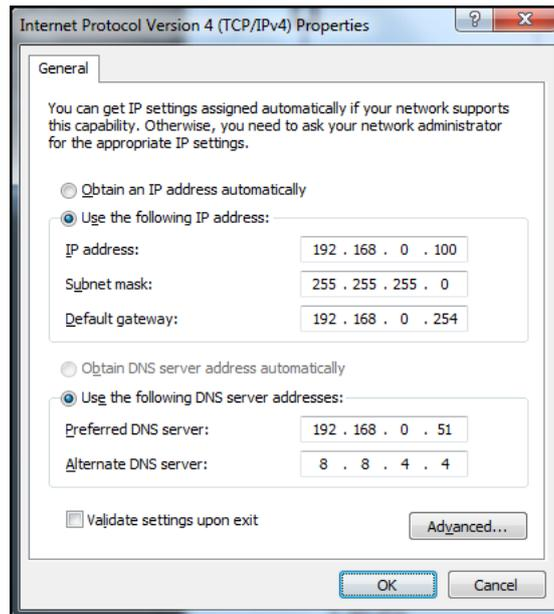 Internet Protocol Version 4 (TCP/IPv4) Properties
?
x
General
You can get IP settings assigned automatically if your network supports
this capability. Otherwise, you need to ask your network administrator
for the appropriate IP settings.
Obtain an IP address automatically
Use the following IP address:
IP address: 192 . 168 . 0 . 100
Subnet mask: 255 . 255 . 255 . 0
Default gateway: 192 . 168 . 0 . 254
Obtain DNS server address automatically
Use the following DNS server addresses:
Preferred DNS server: 192 . 168 . 0 . 51
Alternate DNS server: 8 . 8 . 4 . 4
Validate settings upon exit
Advanced...
OK Cancel